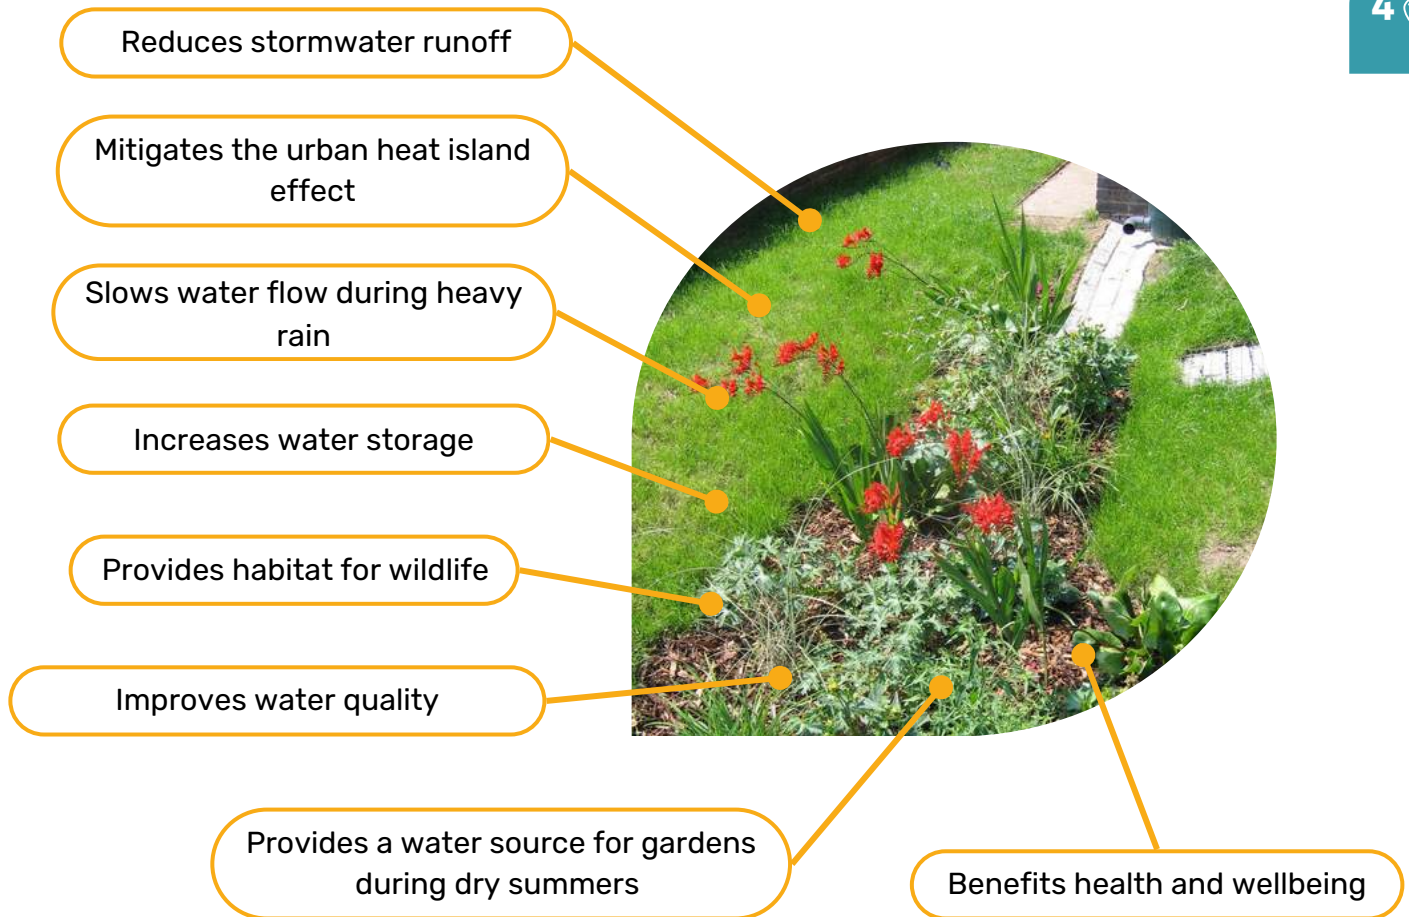 4
Reduces stormwater runoff
Mitigates the urban heat island
effect
Slows water flow during heavy
rain
Increases water storage
Provides habitat for wildlife
Improves water quality
Provides a water source for gardens
during dry summers
Benefits health and wellbeing